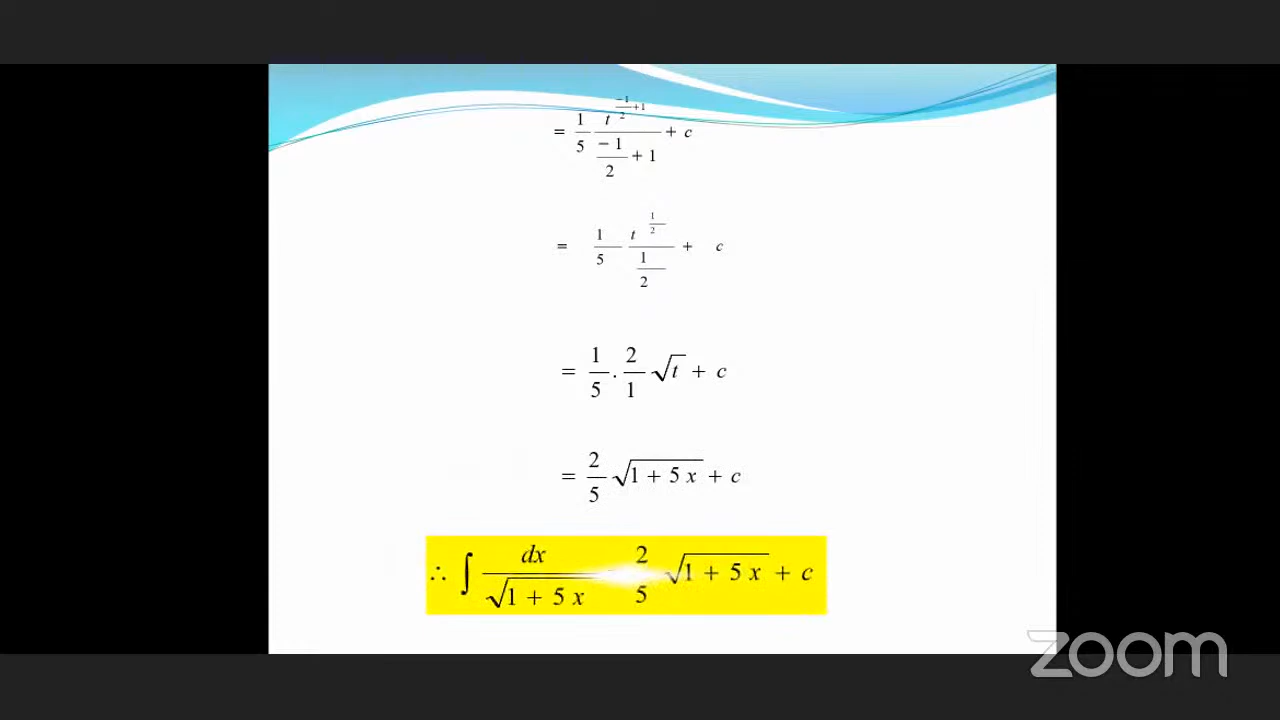 = 1/5 t^(-1/2 + 1)/(-1/2 + 1) + c
= 1/5 t^(1/2)/(1/2) + c
= 1/5 . 2/1 √t + c
= 2/5 √(1 + 5x) + c
∴ ∫ dx/√(1 + 5x) = 2/5 √(1 + 5x) + c
zoom